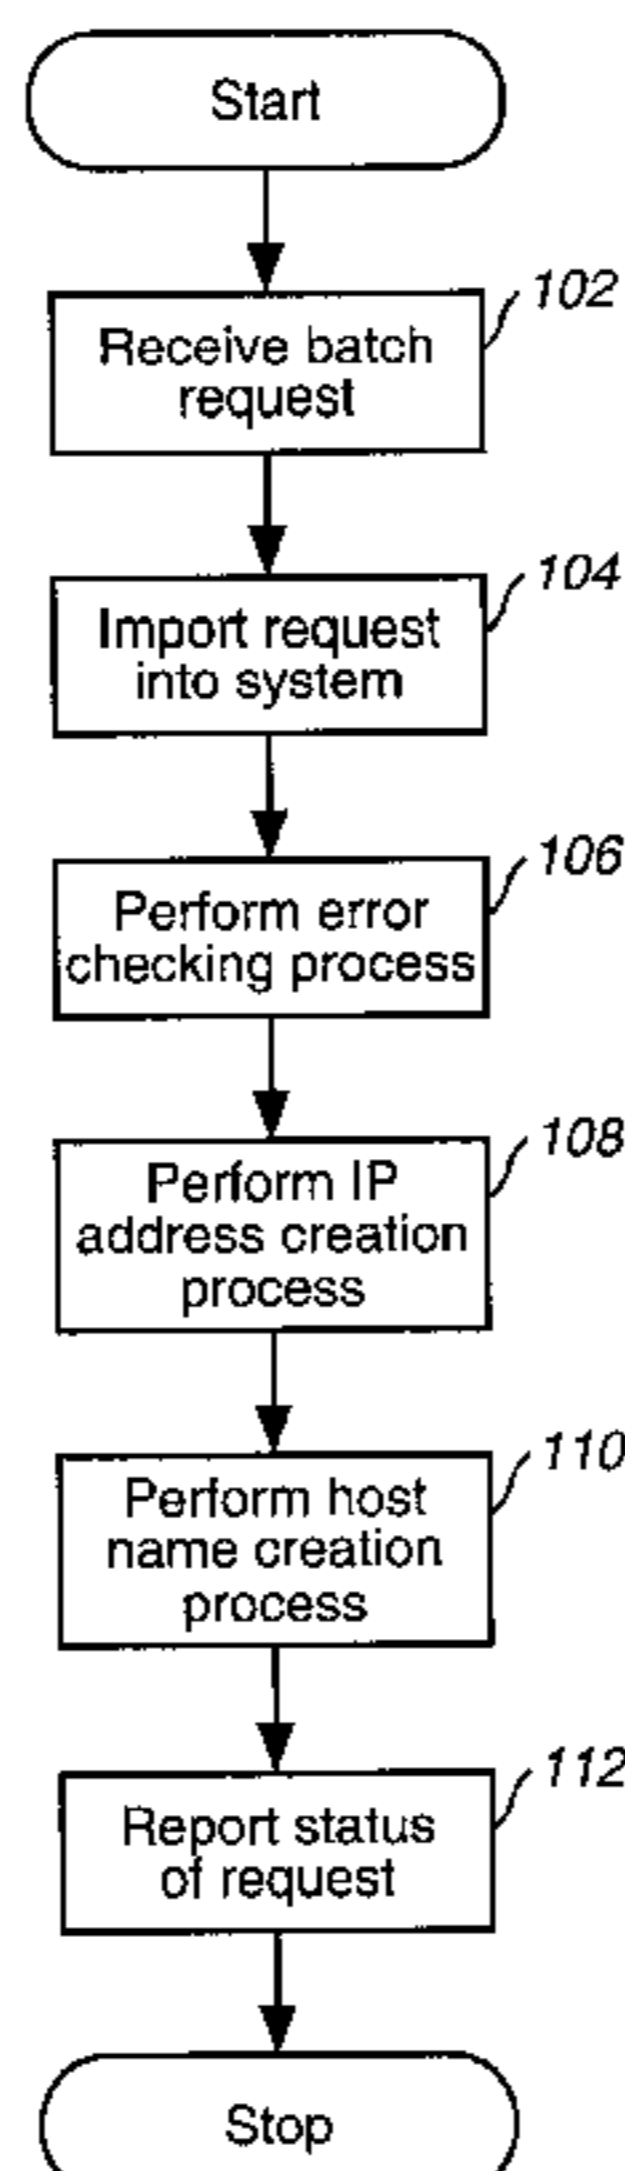 Start
102
Receive batch
request
104
Import request
into system
106
Perform error
checking process
108
Perform IP
address creation
process
110
Perform host
name creation
process
112
Report status
of request
Stop